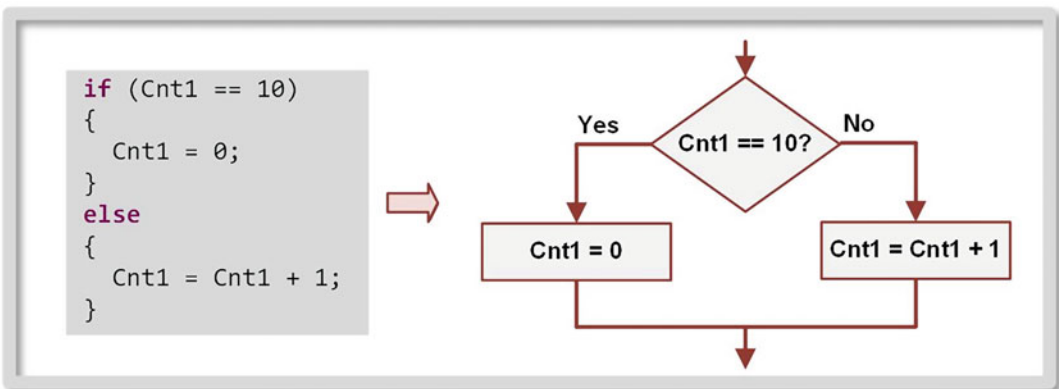 if (Cnt1 == 10)
{
  Cnt1 = 0;
}
else
{
  Cnt1 = Cnt1 + 1;
}
Yes
Cnt1 == 10?
No
Cnt1 = 0
Cnt1 = Cnt1 + 1